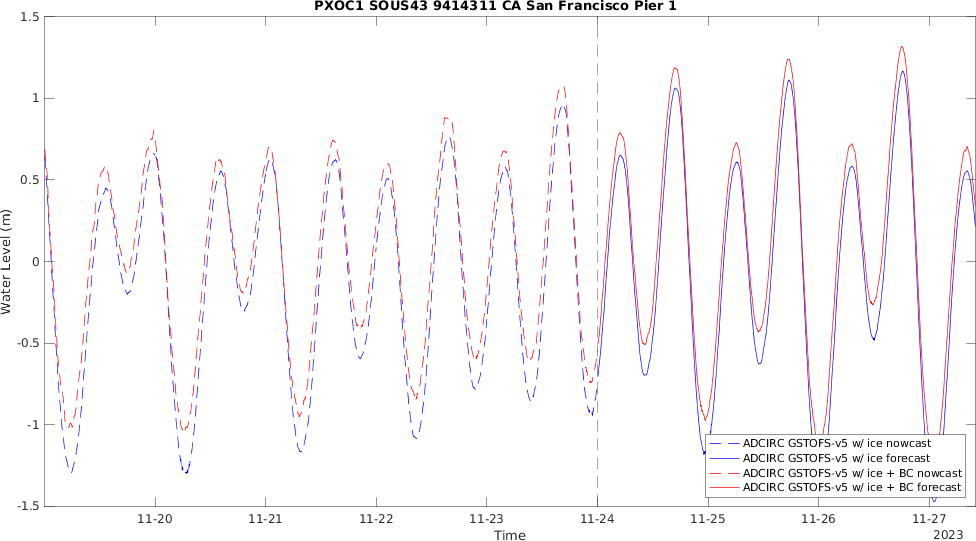 PXOC1 SOUS43 9414311 CA San Francisco Pier 1
1.5
1
0.5
0
-0.5
-1
-1.5
Water Level (m)
ADCIRC GSTOFS-v5 w/ ice nowcast
ADCIRC GSTOFS-v5 w/ ice forecast
ADCIRC GSTOFS-v5 w/ ice + BC nowcast
ADCIRC GSTOFS-v5 w/ ice + BC forecast
11-20 11-21 11-22 11-23 11-24 11-25 11-26 11-27
Time
2023